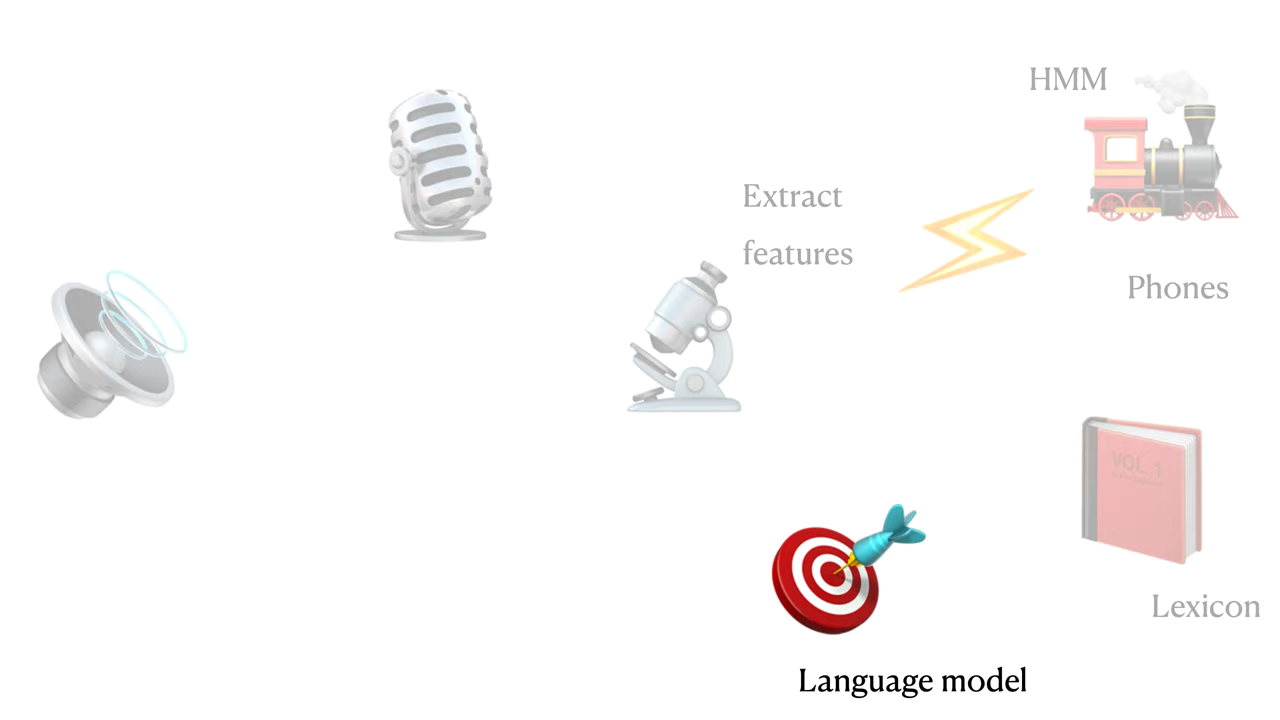 HMM
Extract
features
Phones
VOL. 1
Lexicon
Language model